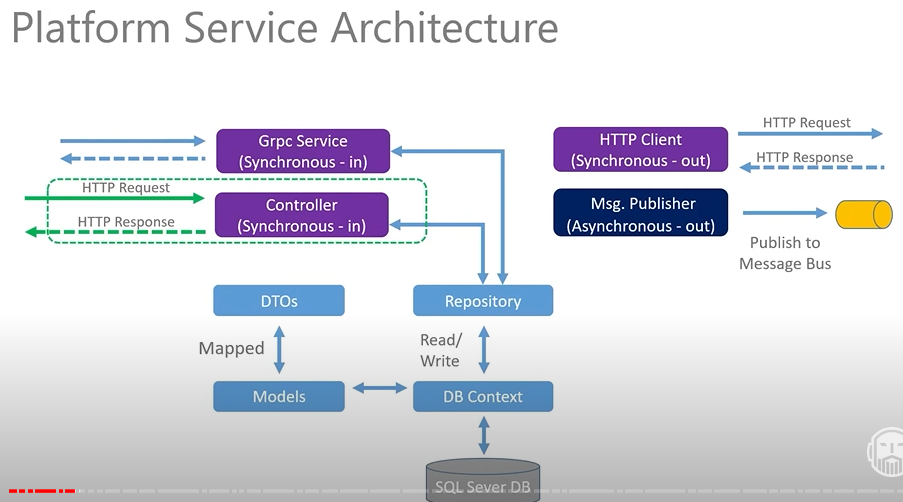 Platform Service Architecture
Grpc Service
(Synchronous - in)
HTTP Request
Controller
(Synchronous - in)
HTTP Response
HTTP Client
(Synchronous - out)
HTTP Request
HTTP Response
Msg. Publisher
(Asynchronous - out)
Publish to
Message Bus
DTOs
Repository
Mapped
Read/
Write
Models
DB Context
SQL Sever DB